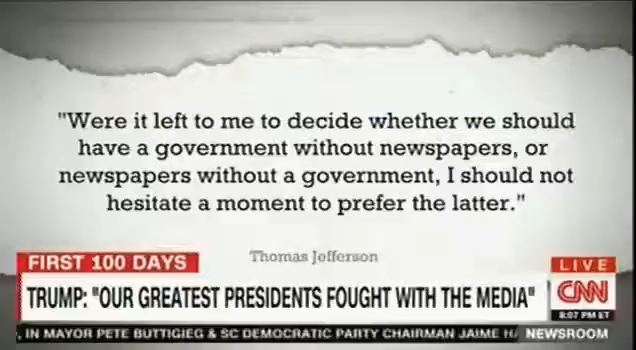 "Were it left to me to decide whether we should
have a government without newspapers, or
newspapers without a government, I should not
hesitate a moment to prefer the latter."
Thomas Jefferson
FIRST 100 DAYS
LIVE
TRUMP: "OUR GREATEST PRESIDENTS FOUGHT WITH THE MEDIA"
CNN
8:07 PM ET
IN MAYOR PETE BUTTIGIEG & SC DEMOCRATIC PARTY CHAIRMAN JAIME
NEWSROOM